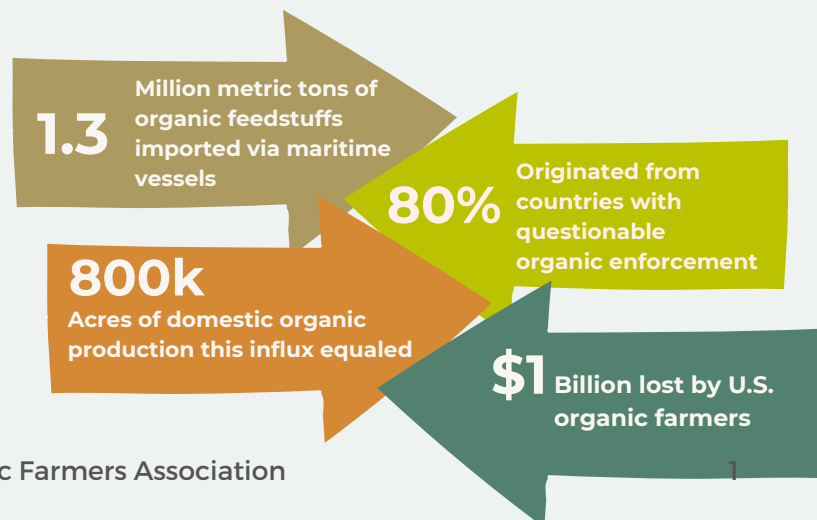 1.3
Million metric tons of
organic feedstuffs
imported via maritime
vessels
80%
Originated from
countries with
questionable
organic enforcement
800k
Acres of domestic organic
production this influx equaled
$1 Billion lost by U.S.
organic farmers
c Farmers Association
1